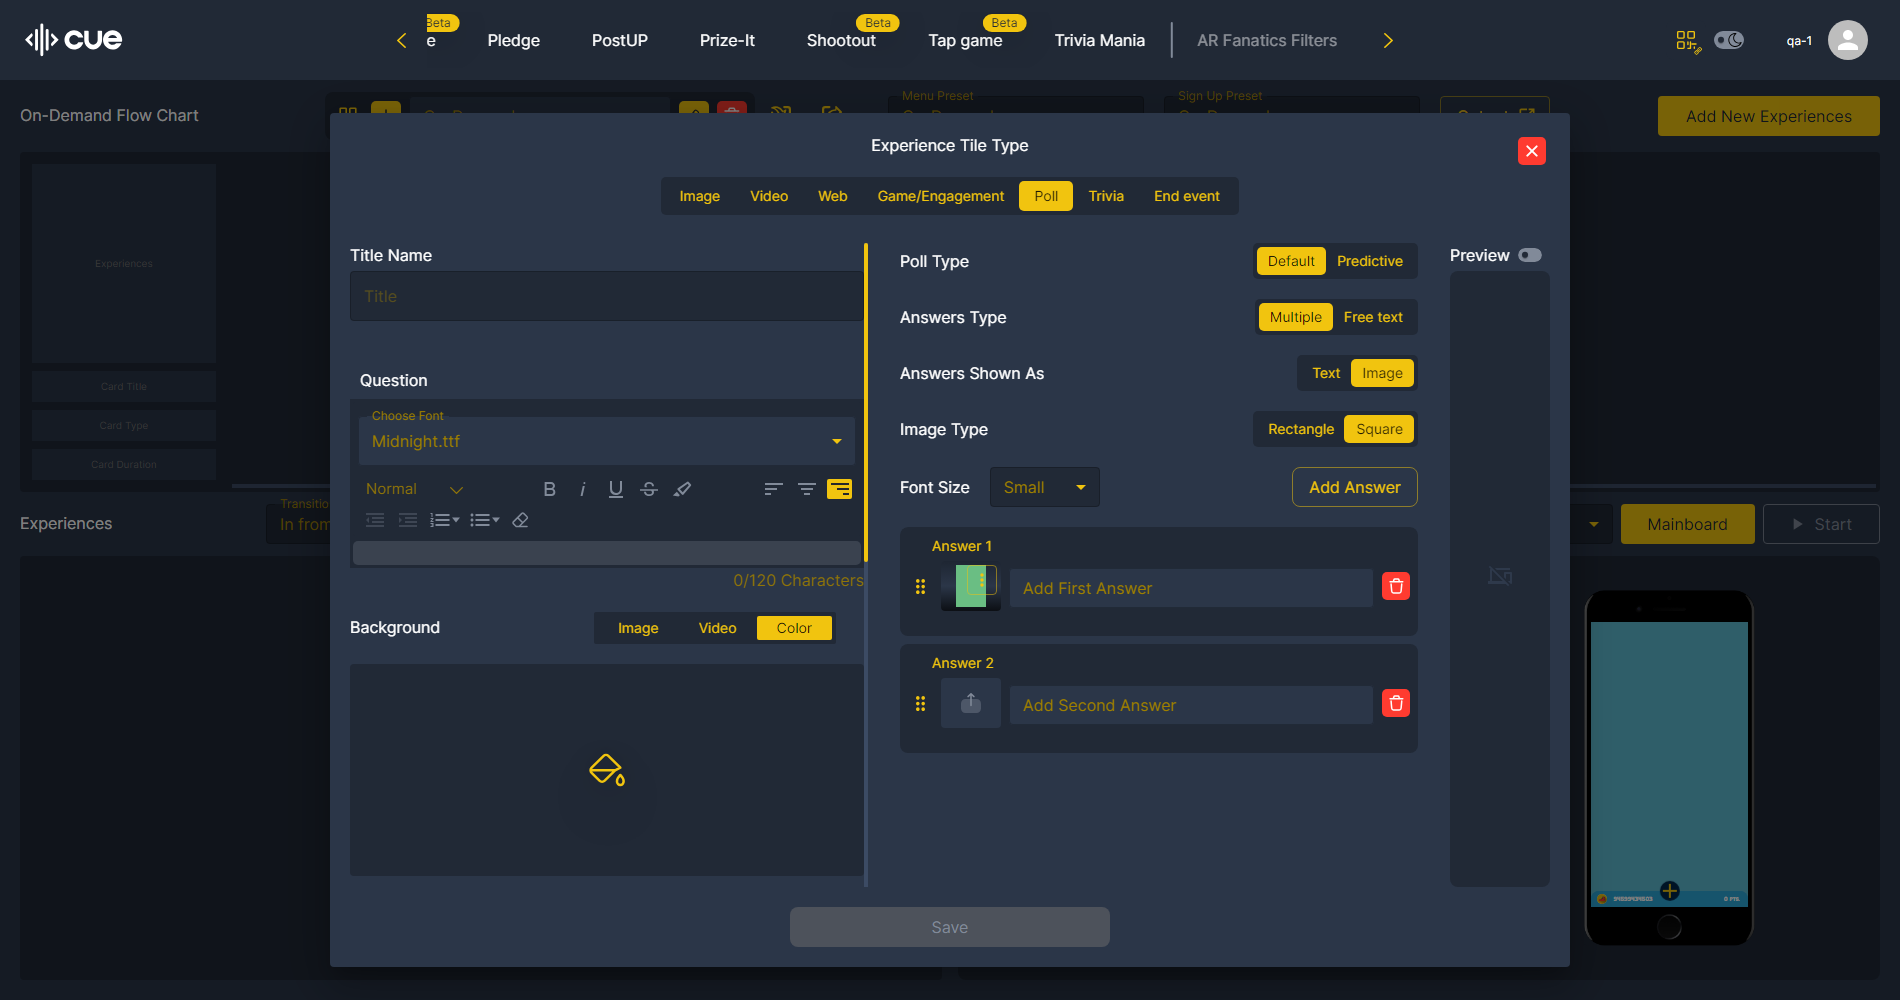 cue
Beta
e
Pledge
PostUP
Prize-It
Beta
Shootout
Beta
Tap game
Trivia Mania
AR Fanatics Filters
qa-1
On-Demand Flow Chart
Menu Preset
Sign Up Preset
Add New Experiences
Experience Tile Type
Image
Video
Web
Game/Engagement
Poll
Trivia
End event
Experiences
Card Title
Card Type
Card Duration
Title Name
Title
Question
Choose Font
Midnight.ttf
Normal
0/120 Characters
Background
Image
Video
Color
Poll Type
Default
Predictive
Answers Type
Multiple
Free text
Answers Shown As
Text
Image
Image Type
Rectangle
Square
Font Size
Small
Add Answer
Answer 1
Add First Answer
Answer 2
Add Second Answer
Preview
Experiences
Transitio
In from
Mainboard
Start
Save
0 PTS.